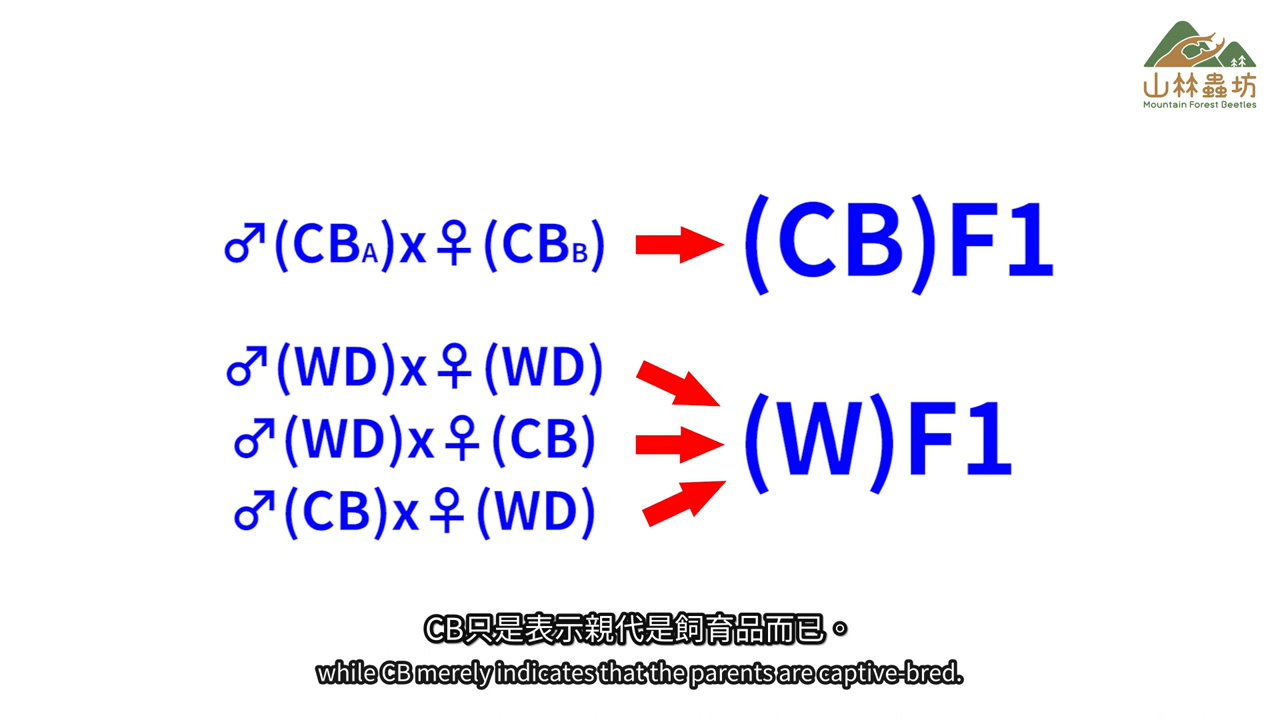 山林蟲坊
Mountain Forest Beetles
♂(CBA)x♀(CBB)
(CB)F1
♂(WD)x♀(WD)
♂(WD)x♀(CB)
(W)F1
♂(CB)x♀(WD)
CB只是表示親代是飼育品而已。
while CB merely indicates that the parents are captive-bred.